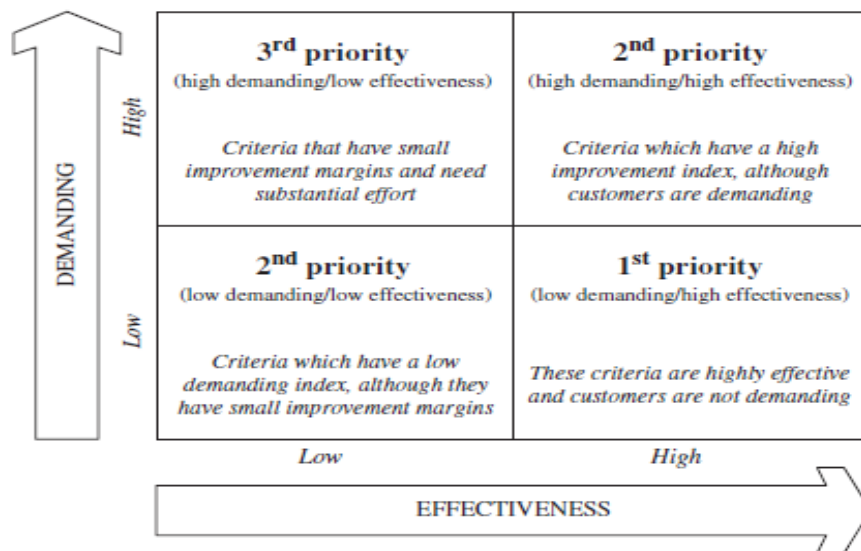 3rd priority
(high demanding/low effectiveness)
Criteria that have small
improvement margins and need
substantial effort
2nd priority
(high demanding/high effectiveness)
Criteria which have a high
improvement index, although
customers are demanding
2nd priority
(low demanding/low effectiveness)
Criteria which have a low
demanding index, although they
have small improvement margins
1st priority
(low demanding/high effectiveness)
These criteria are highly effective
and customers are not demanding
DEMANDING
High
Low
Low
High
EFFECTIVENESS